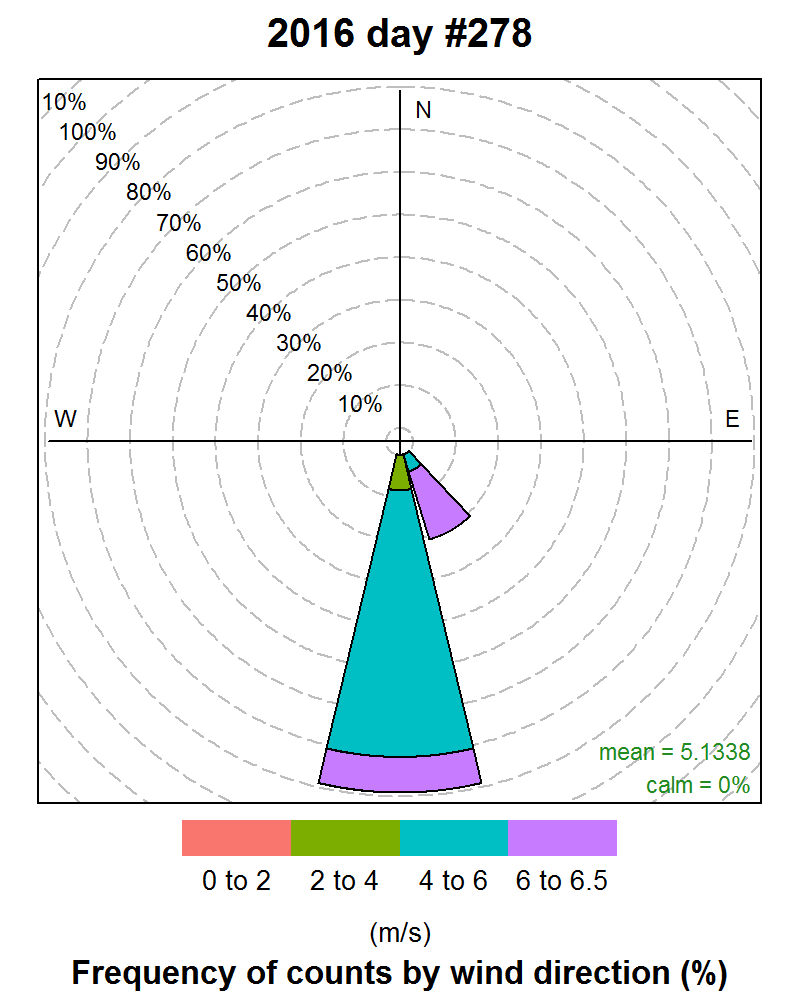 2016 day #278
10%
N
100%
90%
80%
70%
60%
50%
40%
30%
20%
10%
W
E
mean = 5.1338
calm = 0%
0 to 2 2 to 4 4 to 6 6 to 6.5
(m/s)
Frequency of counts by wind direction (%)